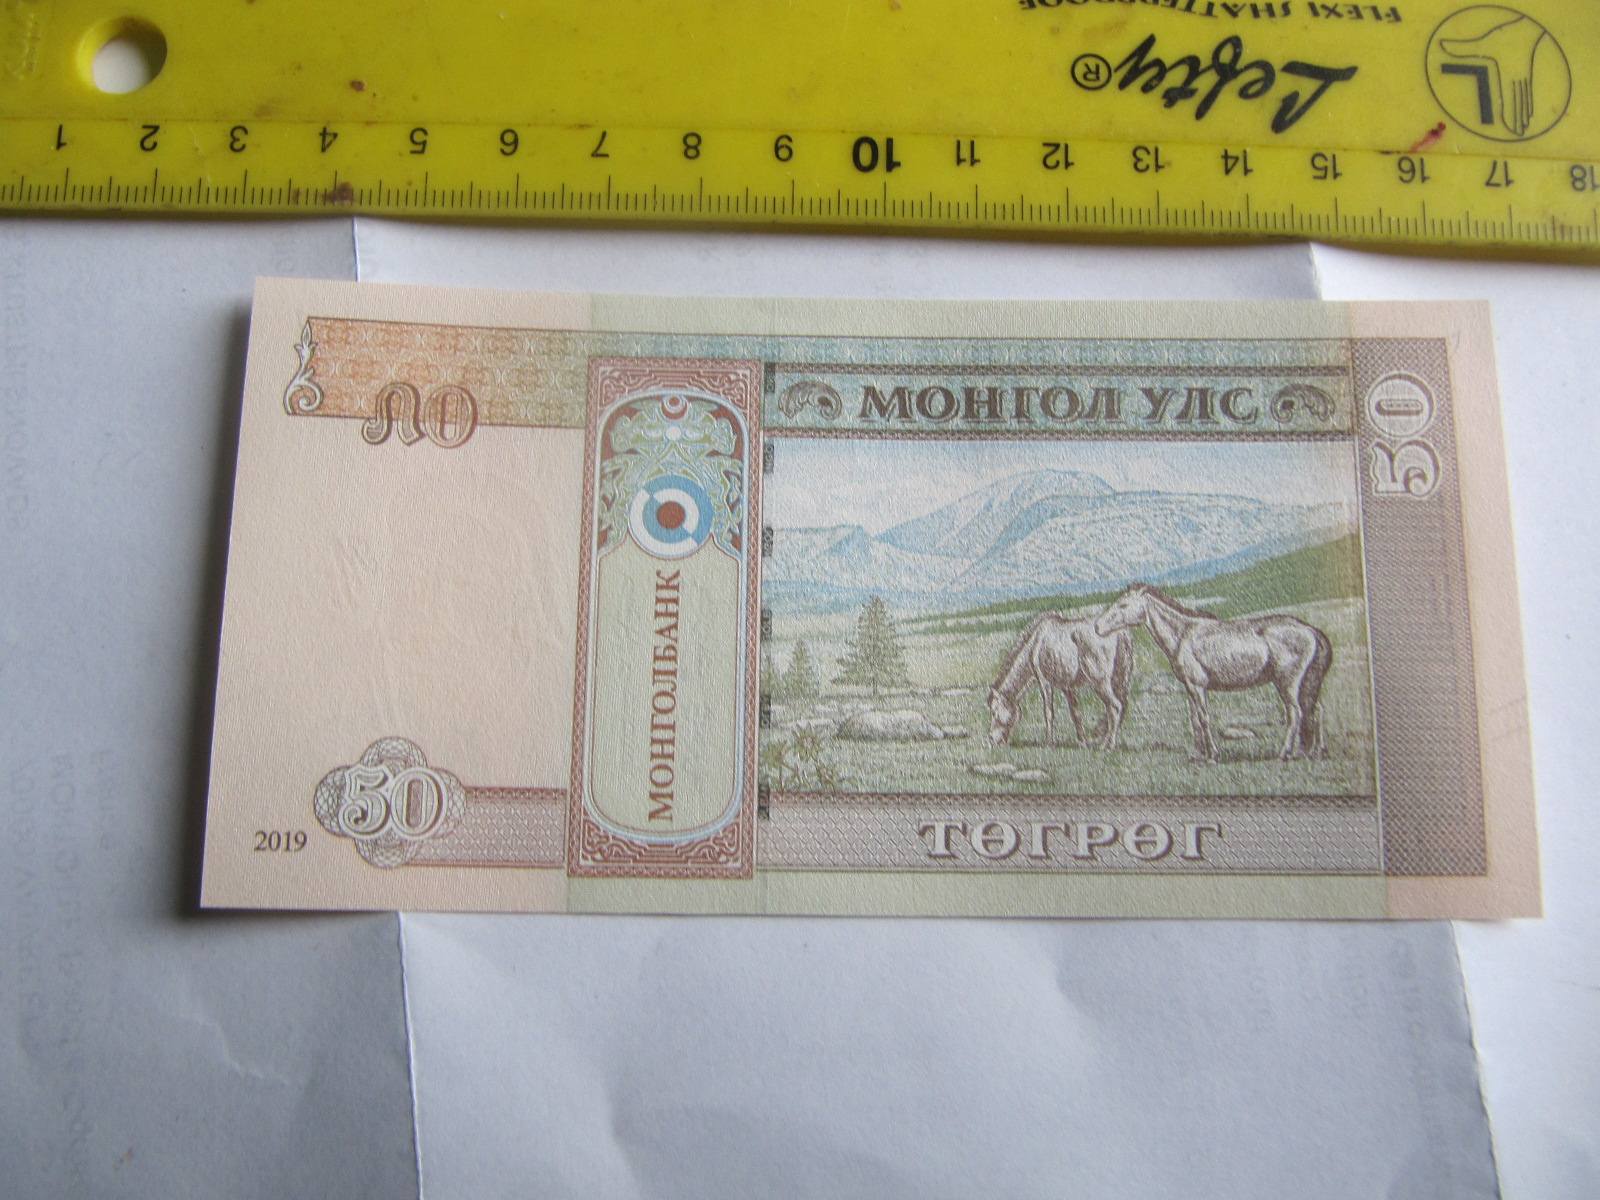 FLEXI SHATTERPROOF
Lefty®
L
1 2 3 4 5 6 7 8 9 10 11 12 13 14 15 16 17 18
50
МОНГОЛ УЛС
50
МОНГОЛБАНК
50
2019
ТӨГРӨГ